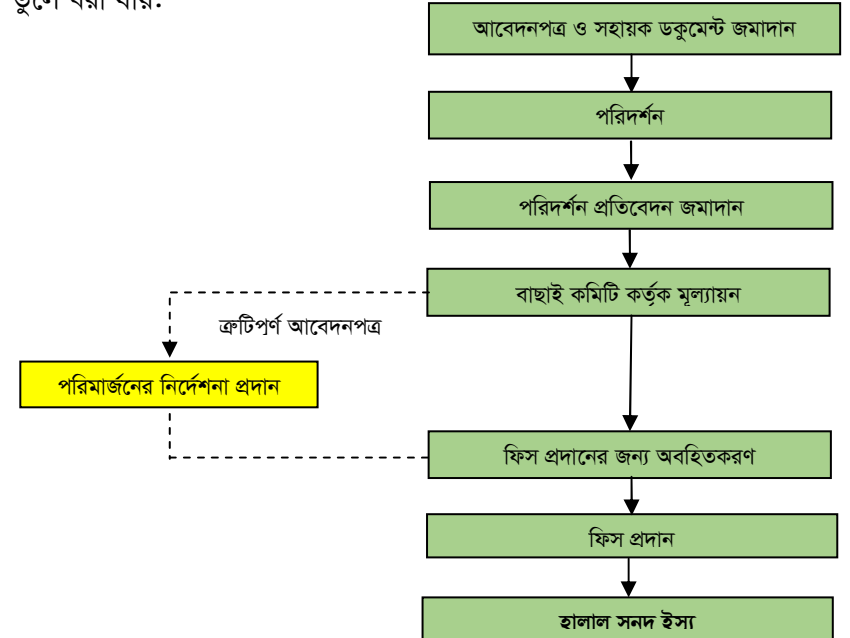 তুলে ধরা যায়:
আবেদনপত্র ও সহায়ক ডকুমেন্ট জমাদান
পরিদর্শন
পরিদর্শন প্রতিবেদন জমাদান
বাছাই কমিটি কর্তৃক মূল্যায়ন
ত্রুটিপূর্ণ আবেদনপত্র
পরিমার্জনের নির্দেশনা প্রদান
ফিস প্রদানের জন্য অবহিতকরণ
ফিস প্রদান
হালাল সনদ ইস্যু